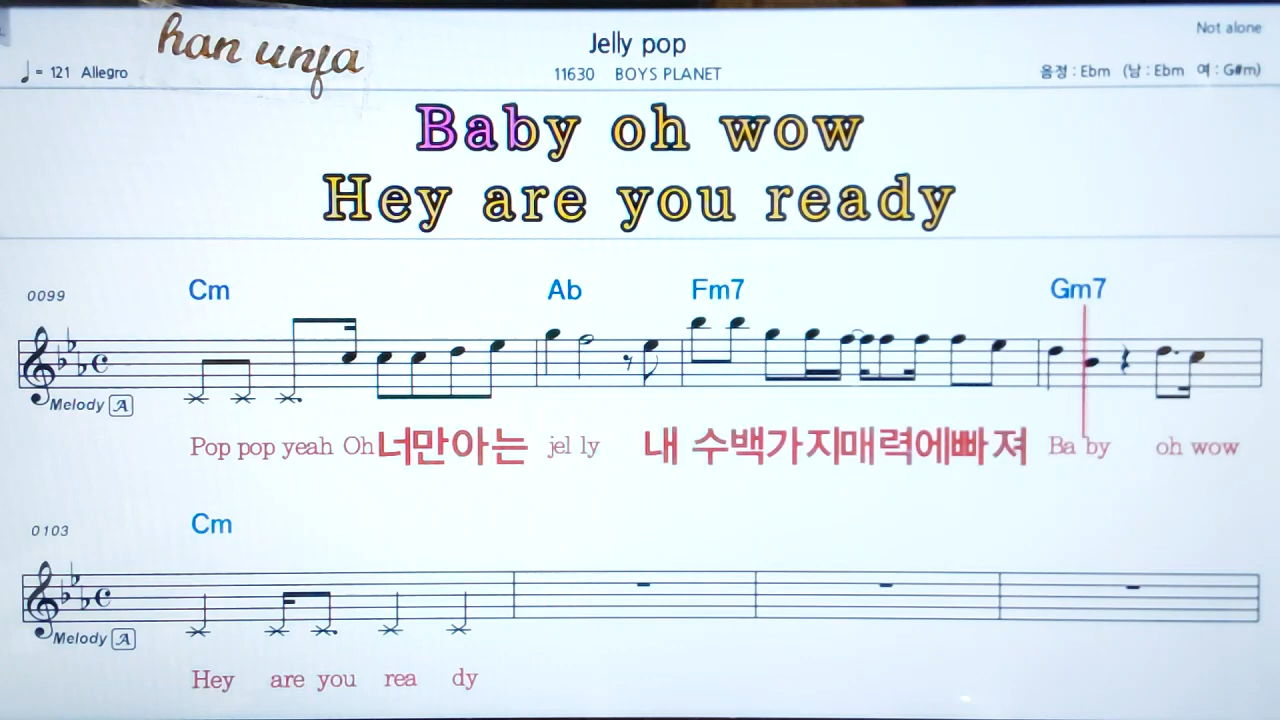 han unfa
Jelly pop
Not alone
♩= 121 Allegro
11630 BOYS PLANET
음정 : Ebm (남 : Ebm 여 : G#m)
Baby oh wow
Hey are you ready
0099
Cm Ab Fm7 Gm7
Melody A
Pop pop yeah Oh 너만아는 jel ly 내 수백가지매력에빠져 Ba by oh wow
0103
Cm
Melody A
Hey are you rea dy